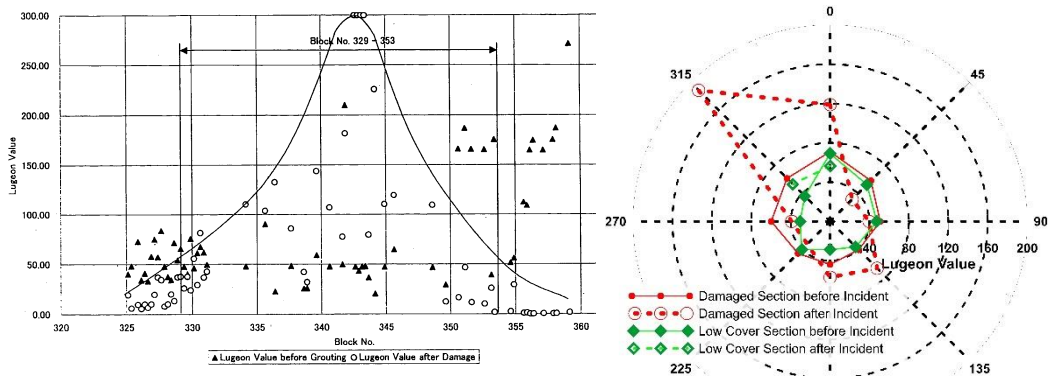 300.00
250.00
200.00
150.00
100.00
50.00
0.00
Lugeon Value
Block No. 329 - 353
320 325 330 335 340 345 350 355 360
Block No.
▲Lugeon Value before Grouting ○Lugeon Value after Damage
0
45
90
135
225
270
315
40 80 120 160 200
Lugeon Value
Damaged Section before Incident
Damaged Section after Incident
Low Cover Section before Incident
Low Cover Section after Incident